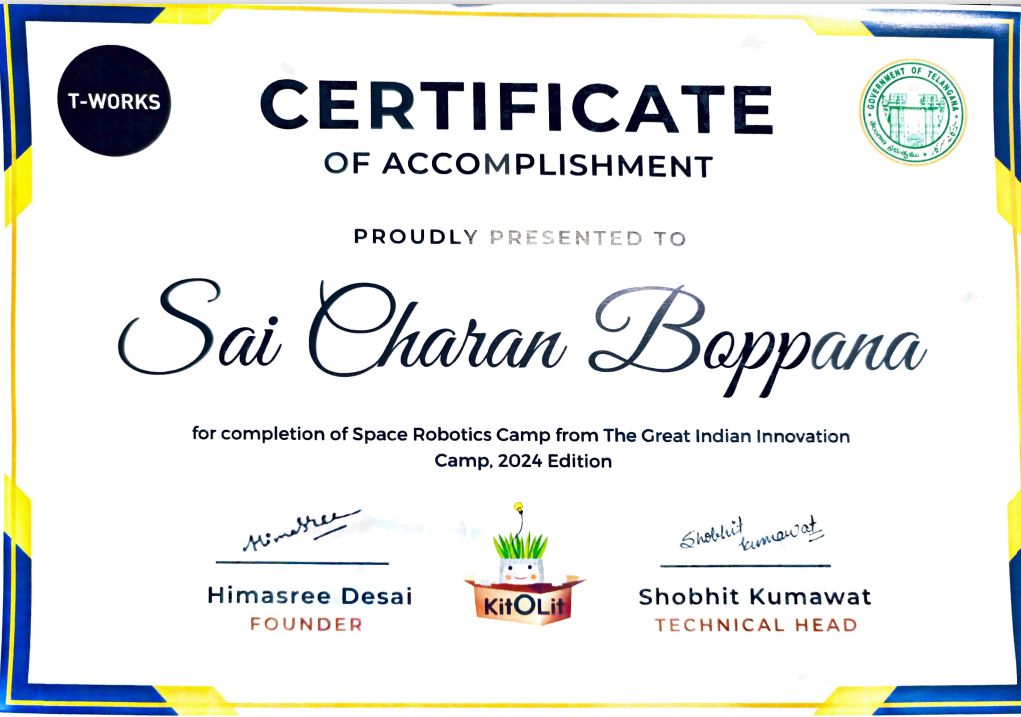 T-WORKS
CERTIFICATE
OF ACCOMPLISHMENT
GOVERNMENT OF TELANGANA
తెలంగాణ ప్రభుత్వము
PROUDLY PRESENTED TO
Sai Charan Boppana
for completion of Space Robotics Camp from The Great Indian Innovation
Camp, 2024 Edition
Himasree
Shobhit
Kumawat
Himasree Desai
FOUNDER
KitOLit
Shobhit Kumawat
TECHNICAL HEAD